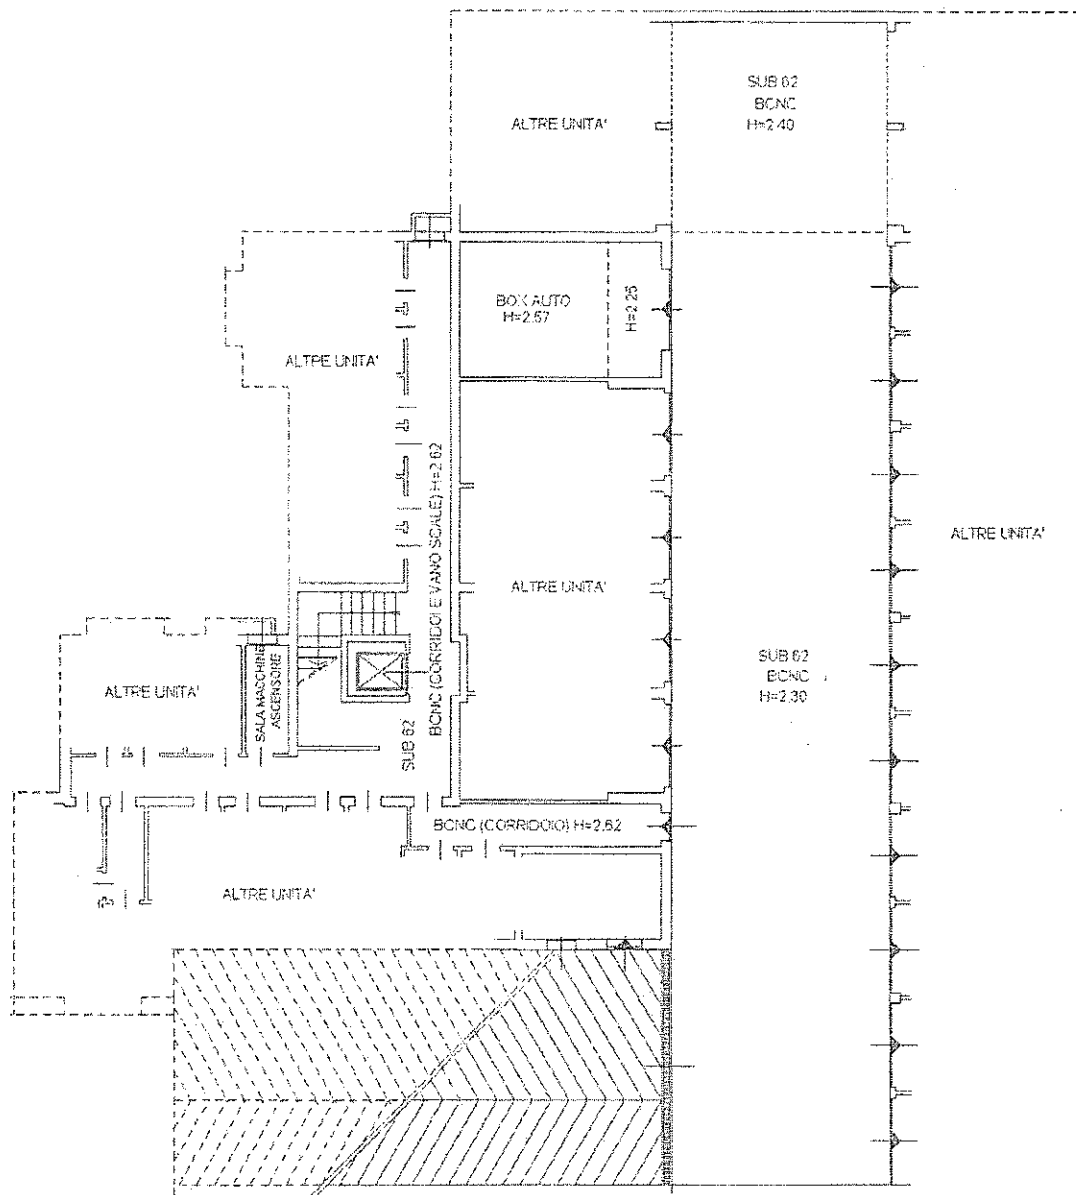 SUB 62
BCNC
H=2.40
ALTRE UNITA'
BOX AUTO
H=2.57
H=2.25
ALTRE UNITA'
BCNC (CORRIDOI E VANO SCALE) H=2.62
SUB 62
ALTRE UNITA'
ALTRE UNITA'
SUB 62
BCNC
H=2.30
ALTRE UNITA'
SALA MACCHINE
ASCENSORE
BCNC (CORRIDOIO) H=2.62
ALTRE UNITA'